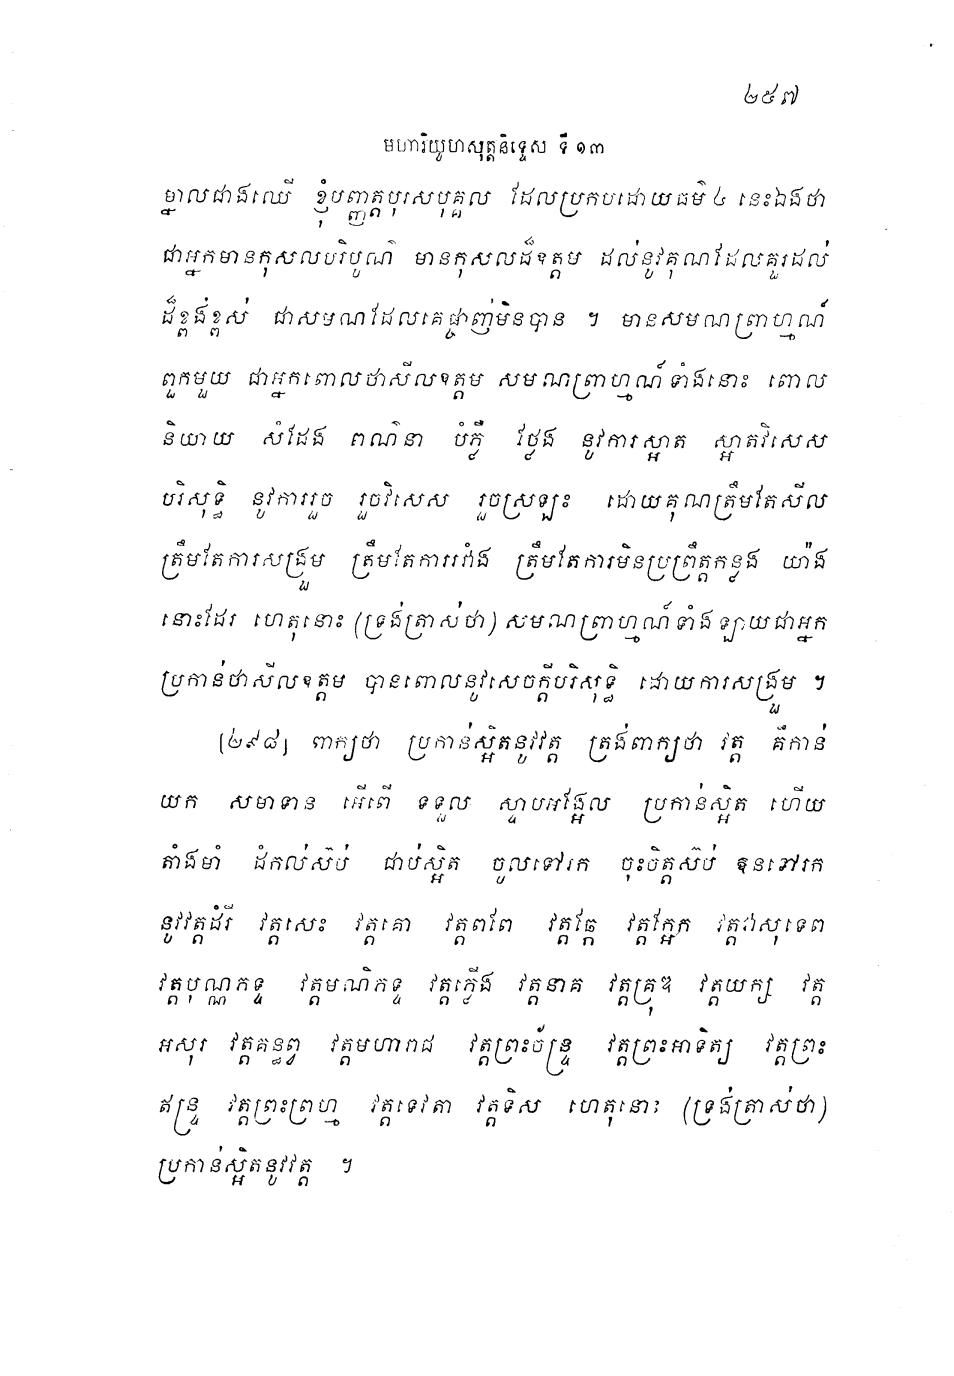 ២៥៧
មហារិយូហសុត្តនិទ្ទេស ទី ១៣
ម្នាលជាងឈើ ខ្ញុំបញ្ញត្តបុរសបុគ្គល ដែលប្រកបដោយធម៌ ៤ នេះឯងថា
ជាអ្នកមានកុសលបរិបូណ៌ មានកុសលដ៏ឧត្តម ដល់នូវគុណដែលគួរដល់
ដ៏ខ្ពង់ខ្ពស់ ជាសមណដែលគេផ្ចាញ់មិនបាន ។ មានសមណព្រាហ្មណ៍
ពួកមួយ ជាអ្នកពោលថាសីលឧត្តម សមណព្រាហ្មណ៍ទាំងនោះ ពោល
និយាយ សំដែង ពណ៌នា បំភ្លឺ ថ្លែង នូវការស្អាត ស្អាតវិសេស
បរិសុទ្ធិ នូវការរួច រួចវិសេស រួចស្រឡះ ដោយគុណត្រឹមតែសីល
ត្រឹមតែការសង្រួម ត្រឹមតែការរាំង ត្រឹមតែការមិនប្រព្រឹត្តកន្លង យ៉ាង
នោះដែរ ហេតុនោះ (ទ្រង់ត្រាស់ថា) សមណព្រាហ្មណ៍ទាំងឡាយជាអ្នក
ប្រកាន់ថាសីលឧត្តម បានពោលនូវសេចក្តីបរិសុទ្ធិ ដោយការសង្រួម ។
[២៩៨] ពាក្យថា ប្រកាន់ស្អិតនូវវត្ត ត្រង់ពាក្យថា វត្ត គឺកាន់
យក សមាទាន អើពើ ទទួល ស្ទាបអង្អែល ប្រកាន់ស្អិត ហើយ
តាំងមាំ ដំកល់ស៊ប់ ជាប់ស្អិត ចូលទៅរក ចុះចិត្តស៊ប់ ឱនទៅរក
នូវវត្តដំរី វត្តសេះ វត្តគោ វត្តពពែ វត្តឆ្កែ វត្តក្អែក វត្តវាសុទេព
វត្តបុណ្ណកទ្ទ វត្តមណិកទ្ទ វត្តភ្លើង វត្តនាគ វត្តគ្រុឌ វត្តយក្ស វត្ត
អសុរ វត្តគន្ធព្វ វត្តមហារាជ វត្តព្រះច័ន្ទ្រ វត្តព្រះអាទិត្យ វត្តព្រះ
ឥន្ទ្រ វត្តព្រះព្រហ្ម វត្តទេវតា វត្តទិស ហេតុនោះ (ទ្រង់ត្រាស់ថា)
ប្រកាន់ស្អិតនូវវត្ត ។